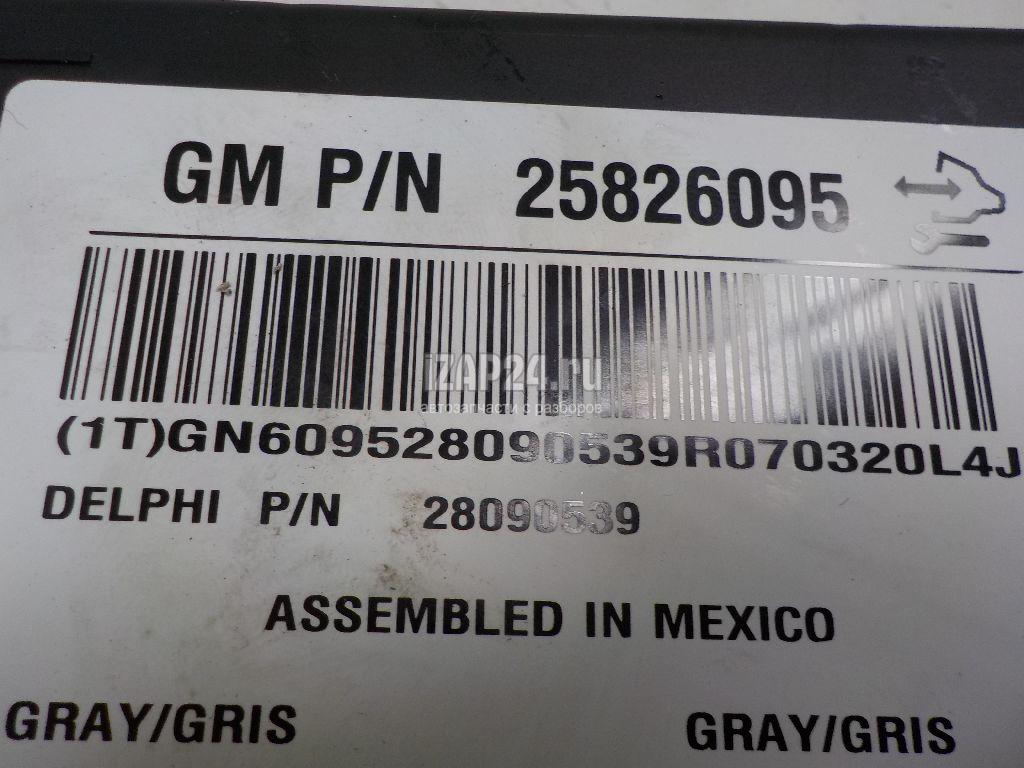 GM P/N 25826095
iZAP24.ru
автозапчасти с разборов
(1T)GN609528090539R070320L4J
DELPHI P/N 28090539
ASSEMBLED IN MEXICO
GRAY/GRIS GRAY/GRIS